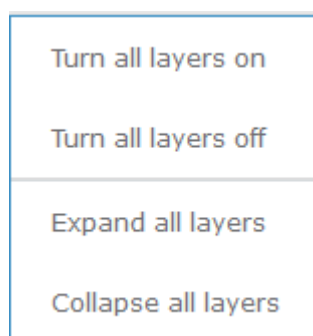 Turn all layers on
Turn all layers off
Expand all layers
Collapse all layers